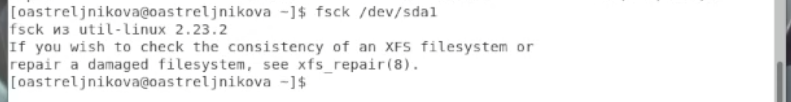 [oastreljnikova@oastreljnikova ~]$ fsck /dev/sda1
fsck из util-linux 2.23.2
If you wish to check the consistency of an XFS filesystem or
repair a damaged filesystem, see xfs_repair(8).
[oastreljnikova@oastreljnikova ~]$